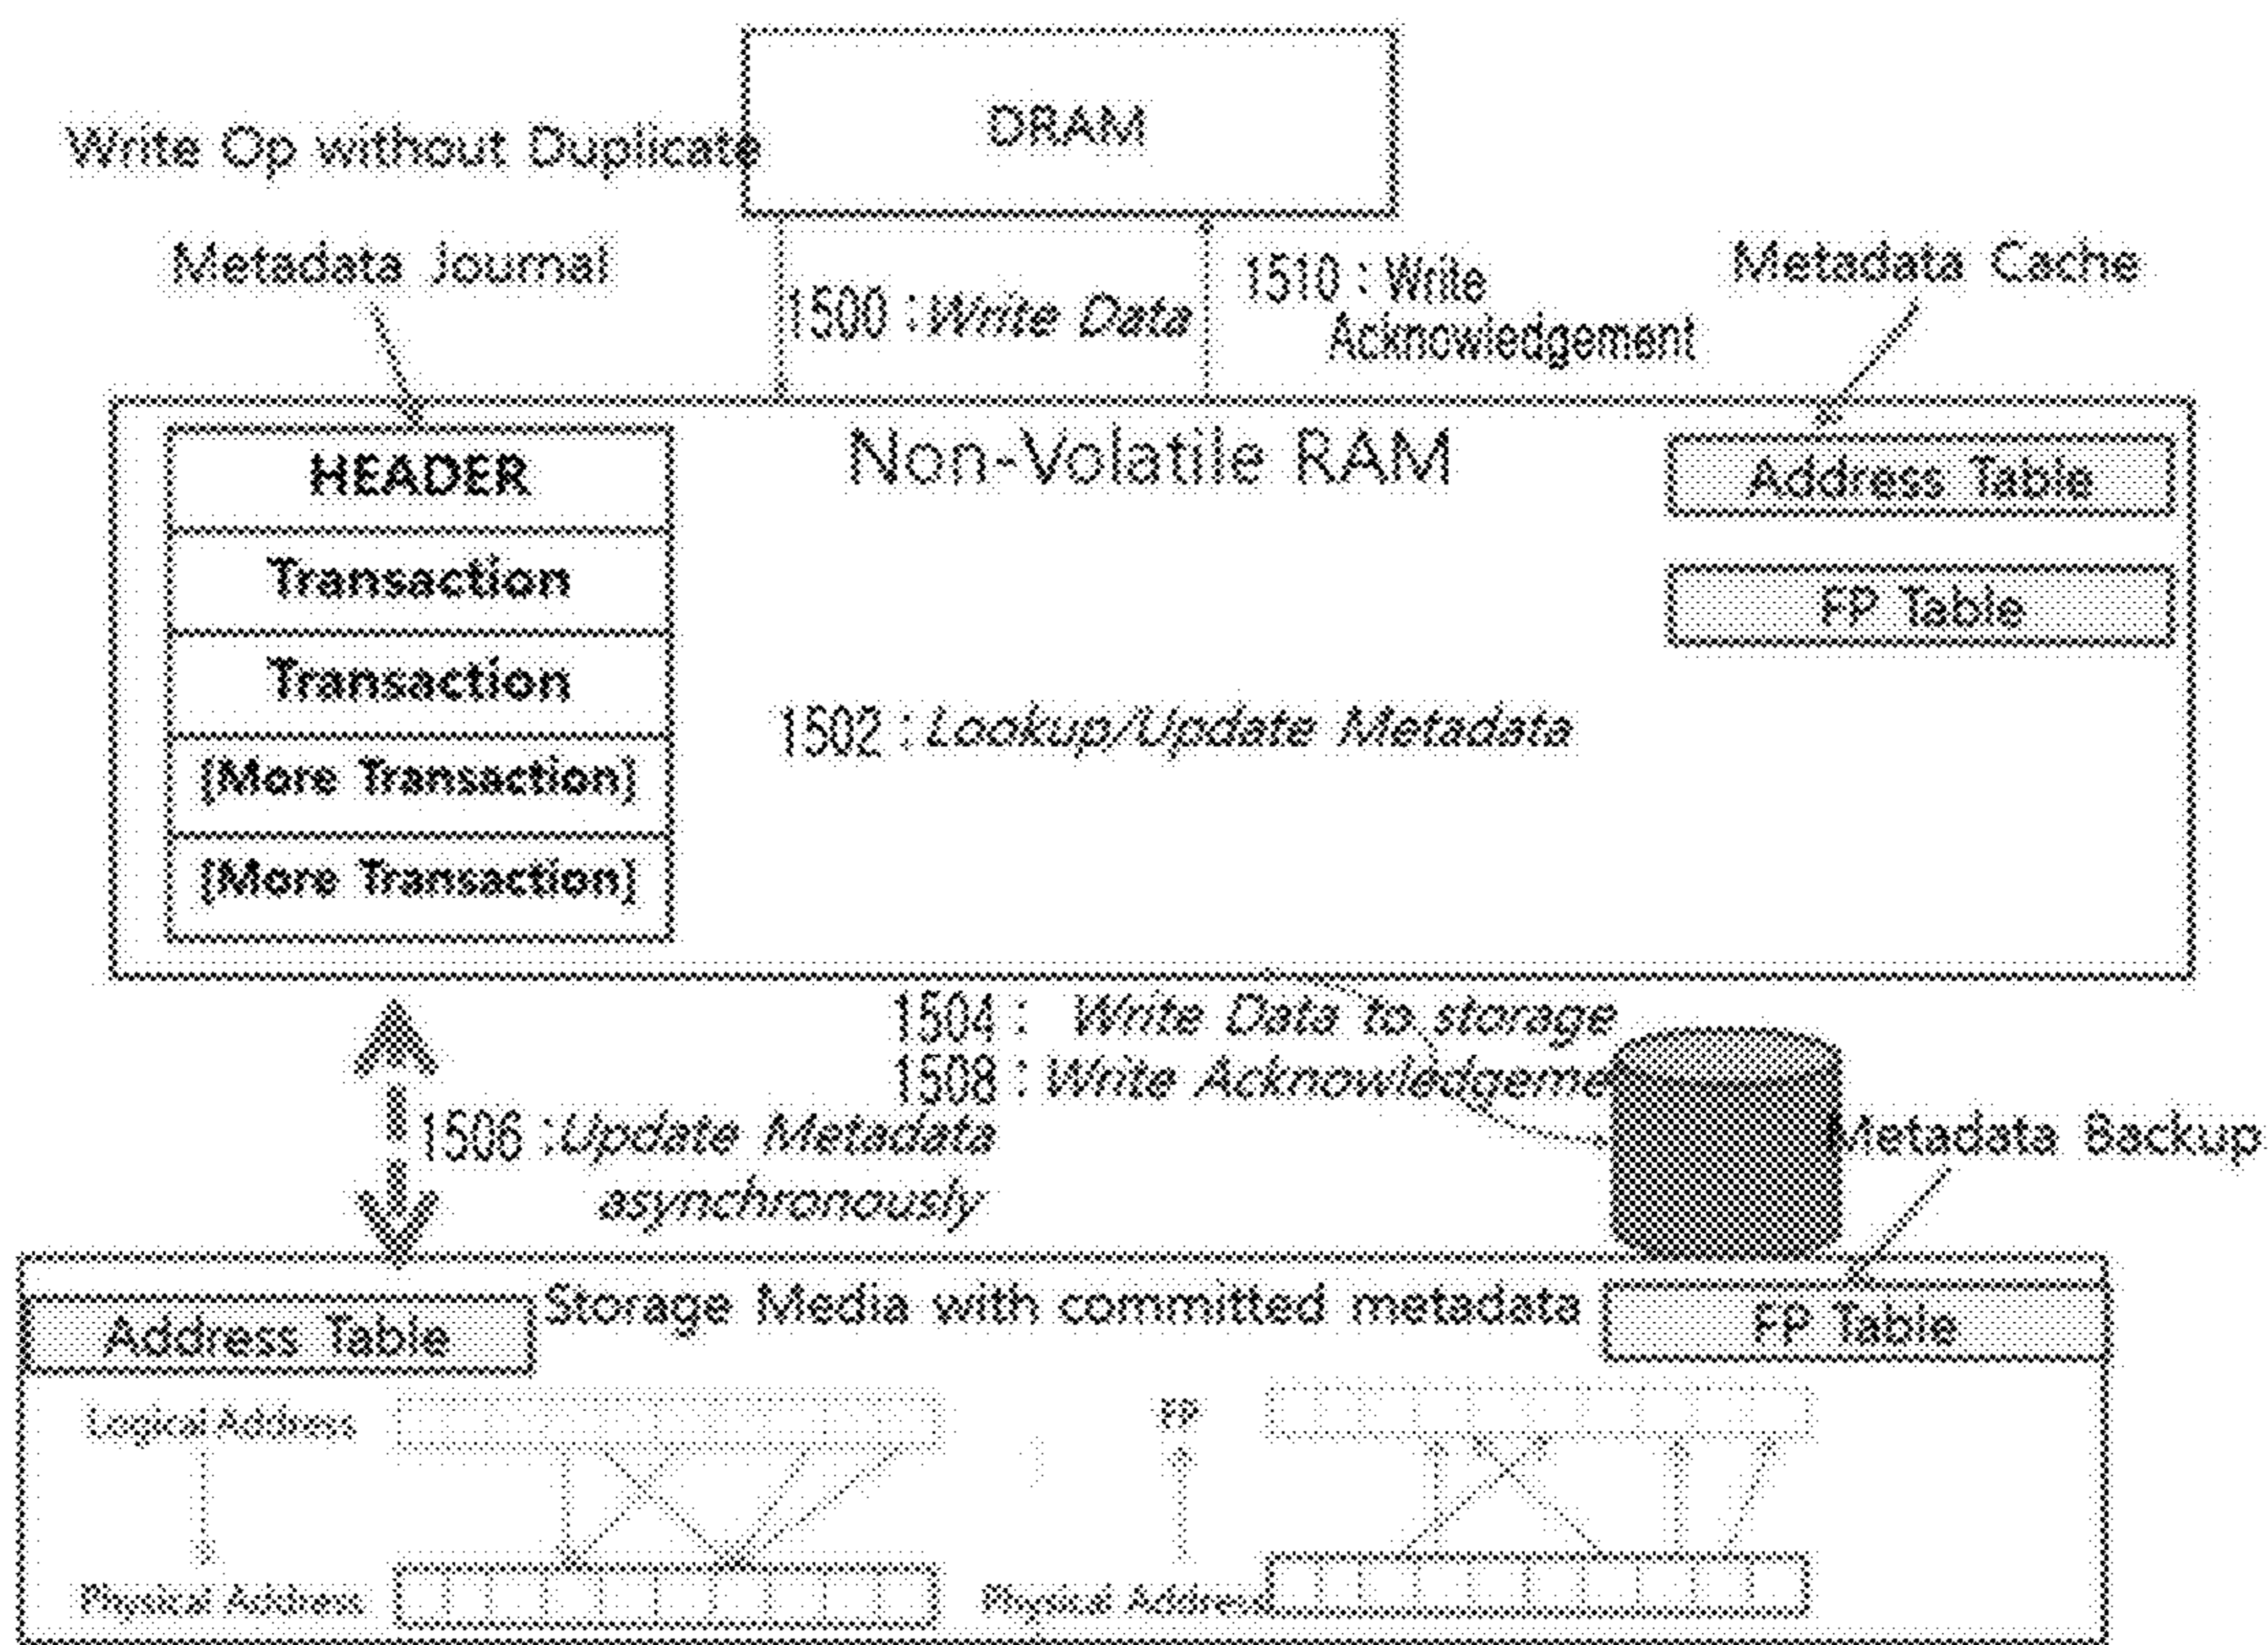 DRAM
Write Op without Duplicate
Metadata Journal
1500 : Write Data
1510 : Write
Acknowledgement
Metadata Cache
HEADER
Non-Volatile RAM
Address Table
Transaction
FP Table
Transaction
1502 : Lookup/Update Metadata
[More Transaction]
[More Transaction]
1504 : Write Data to storage
1508 : Write Acknowledgeme
1506 : Update Metadata
asynchronously
Metadata Backup
Storage Media with committed metadata
Address Table
FP Table
Logical Address
FP
Physical Address
Physical Address